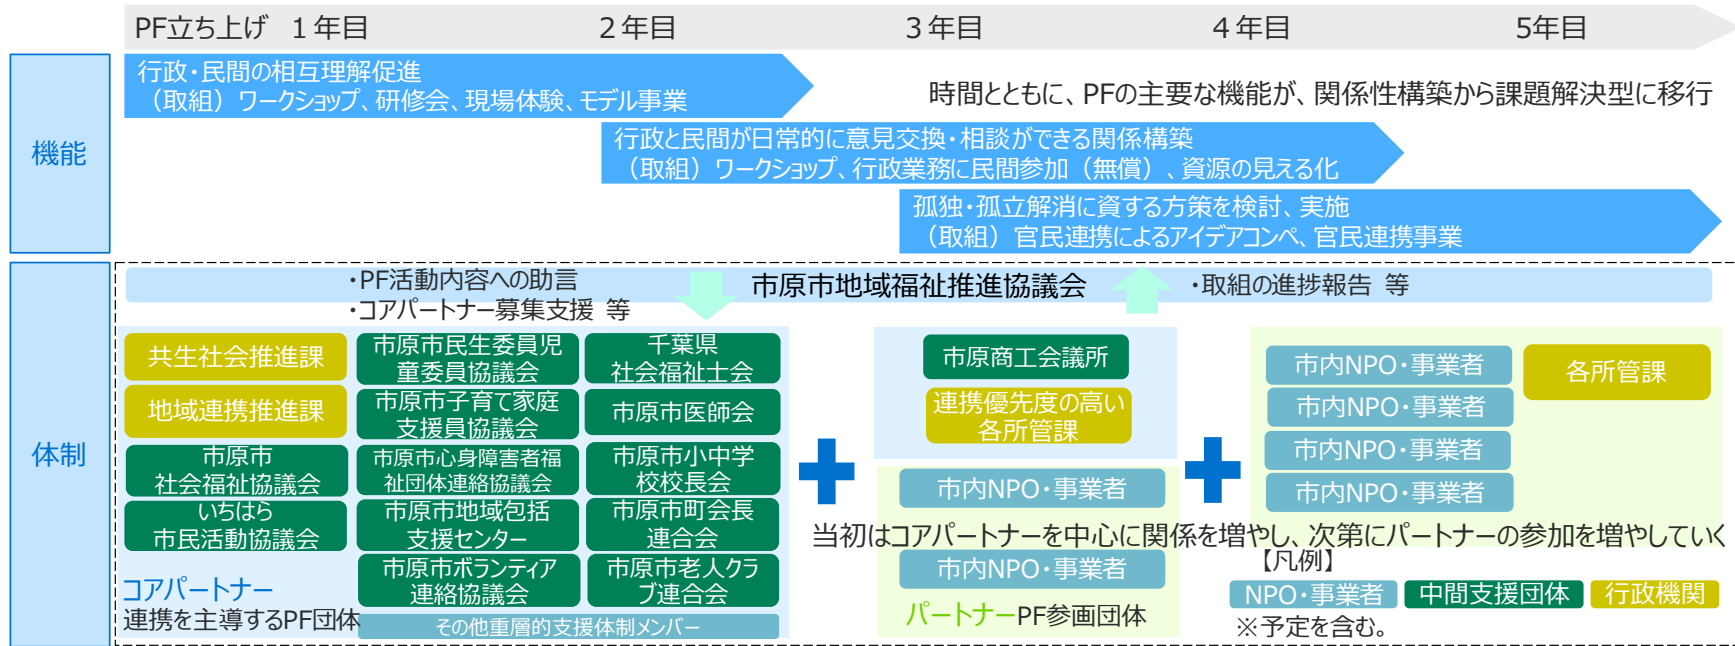 PF立ち上げ 1年目 2年目 3年目 4年目 5年目
機能
行政・民間の相互理解促進
（取組）ワークショップ、研修会、現場体験、モデル事業
時間とともに、PFの主要な機能が、関係性構築から課題解決型に移行
行政と民間が日常的に意見交換・相談ができる関係構築
（取組）ワークショップ、行政業務に民間参加（無償）、資源の見える化
孤独・孤立解消に資する方策を検討、実施
（取組）官民連携によるアイデアコンペ、官民連携事業
体制
・PF活動内容への助言
・コアパートナー募集支援 等
市原市地域福祉推進協議会
・取組の進捗報告 等
共生社会推進課
地域連携推進課
市原市
社会福祉協議会
いちはら
市民活動協議会
市原市民生委員児
童委員協議会
市原市子育て家庭
支援員協議会
市原市心身障害者福
祉団体連絡協議会
市原市地域包括
支援センター
市原市ボランティア
連絡協議会
千葉県
社会福祉士会
市原市医師会
市原市小中学
校校長会
市原市町会長
連合会
市原市老人クラ
ブ連合会
その他重層的支援体制メンバー
コアパートナー
連携を主導するPF団体
市原商工会議所
連携優先度の高い
各所管課
市内NPO・事業者
市内NPO・事業者
パートナーPF参画団体
市内NPO・事業者
市内NPO・事業者
市内NPO・事業者
市内NPO・事業者
各所管課
当初はコアパートナーを中心に関係を増やし、次第にパートナーの参加を増やしていく
【凡例】
NPO・事業者 中間支援団体 行政機関
※予定を含む。